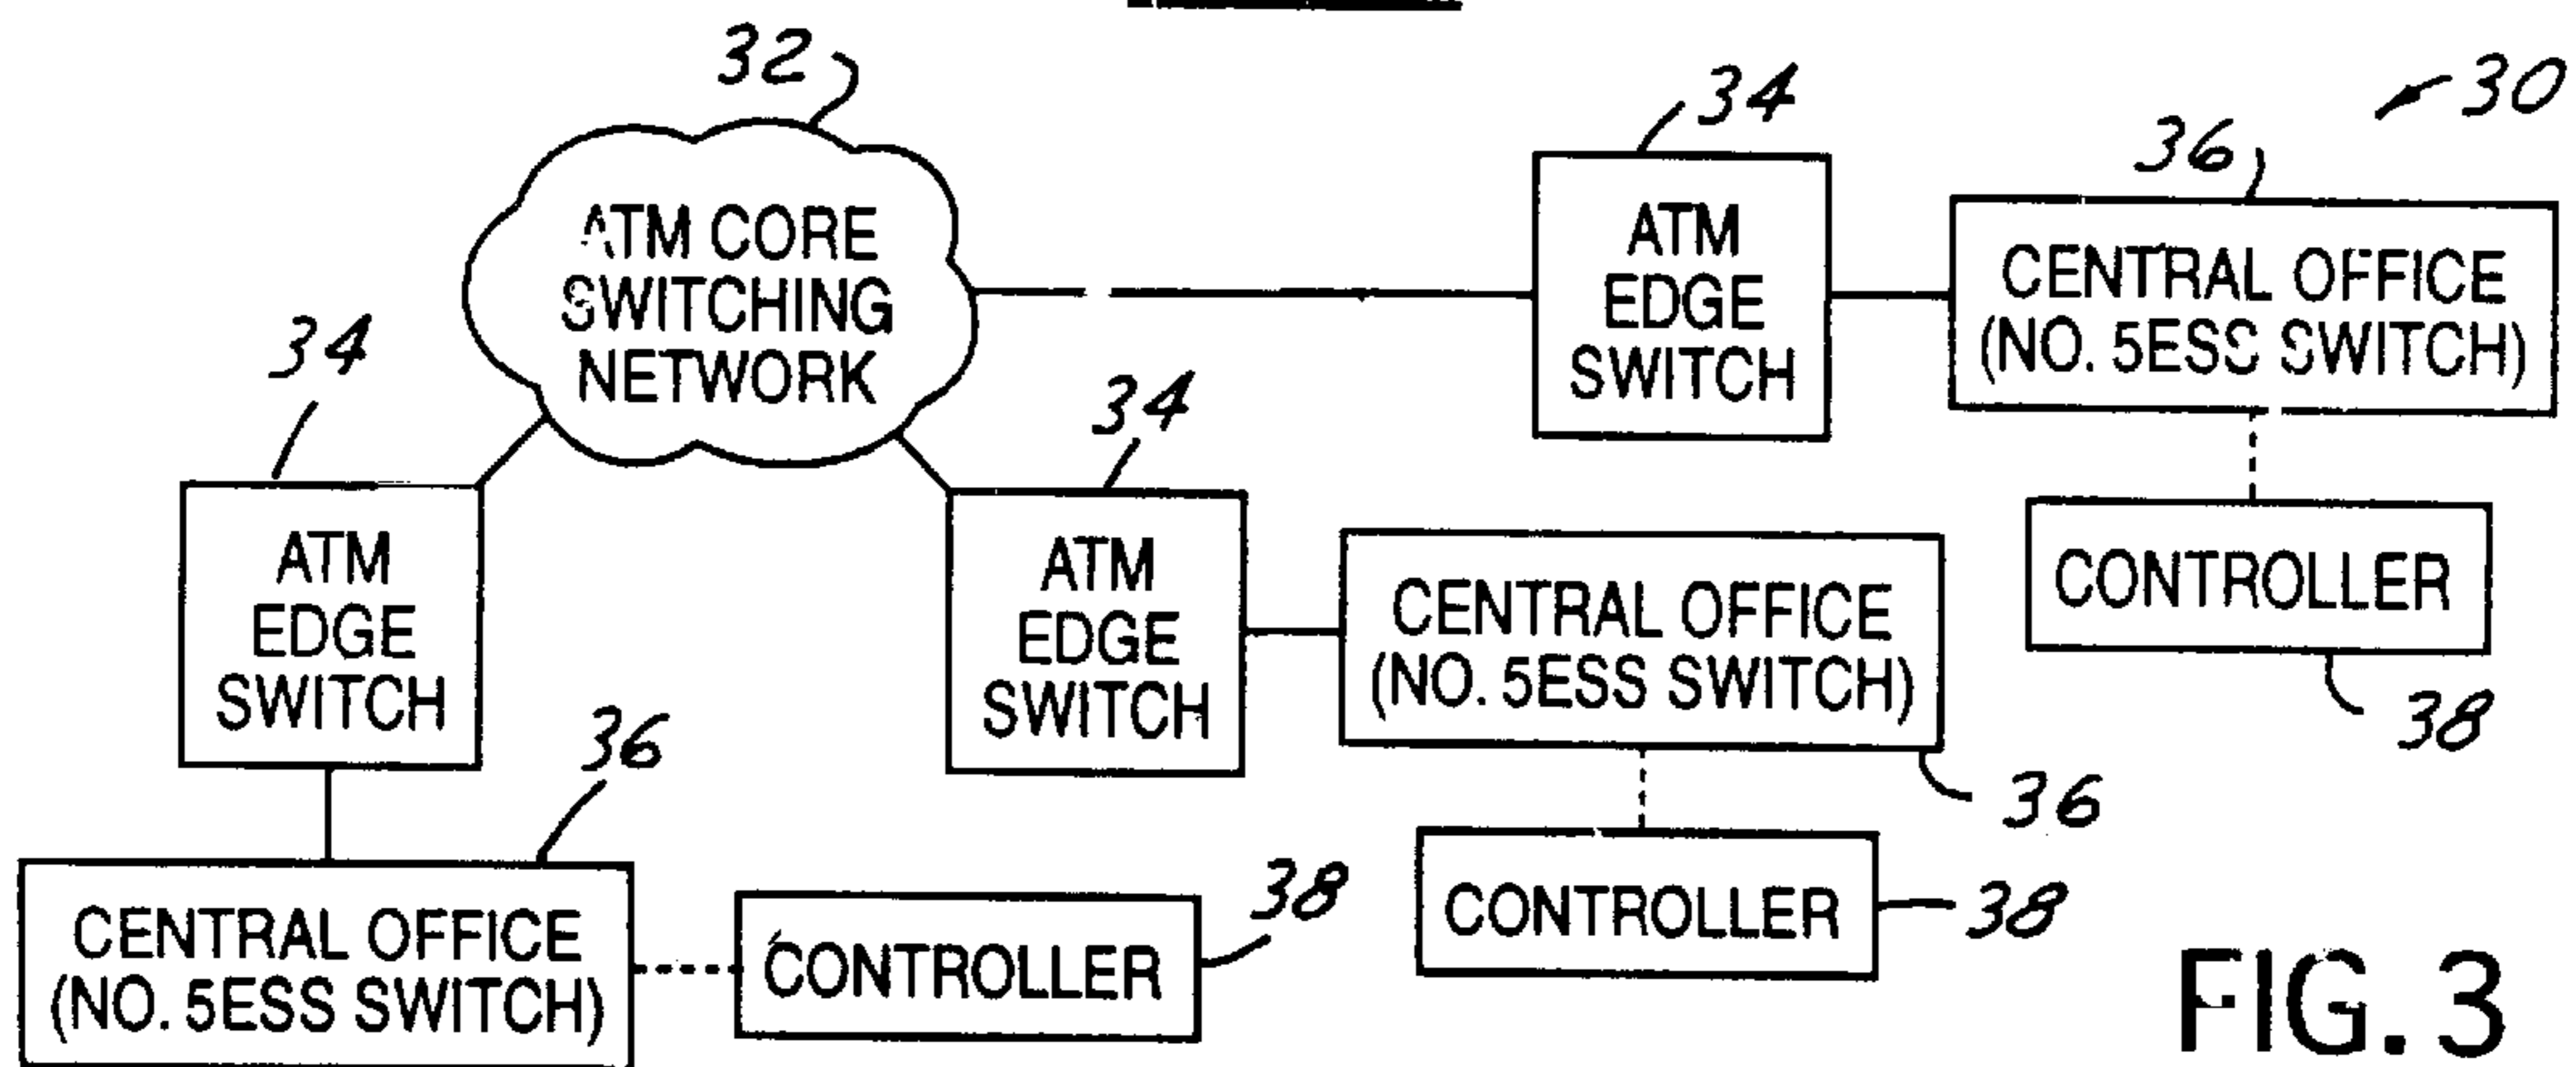 32
34
30
36
ATM CORE
SWITCHING
NETWORK
ATM
EDGE
SWITCH
CENTRAL OFFICE
(NO. 5ESS SWITCH)
34
34
CONTROLLER
38
ATM
EDGE
SWITCH
ATM
EDGE
SWITCH
CENTRAL OFFICE
(NO. 5ESS SWITCH)
36
36
CONTROLLER
38
CENTRAL OFFICE
(NO. 5ESS SWITCH)
CONTROLLER
38
FIG. 3